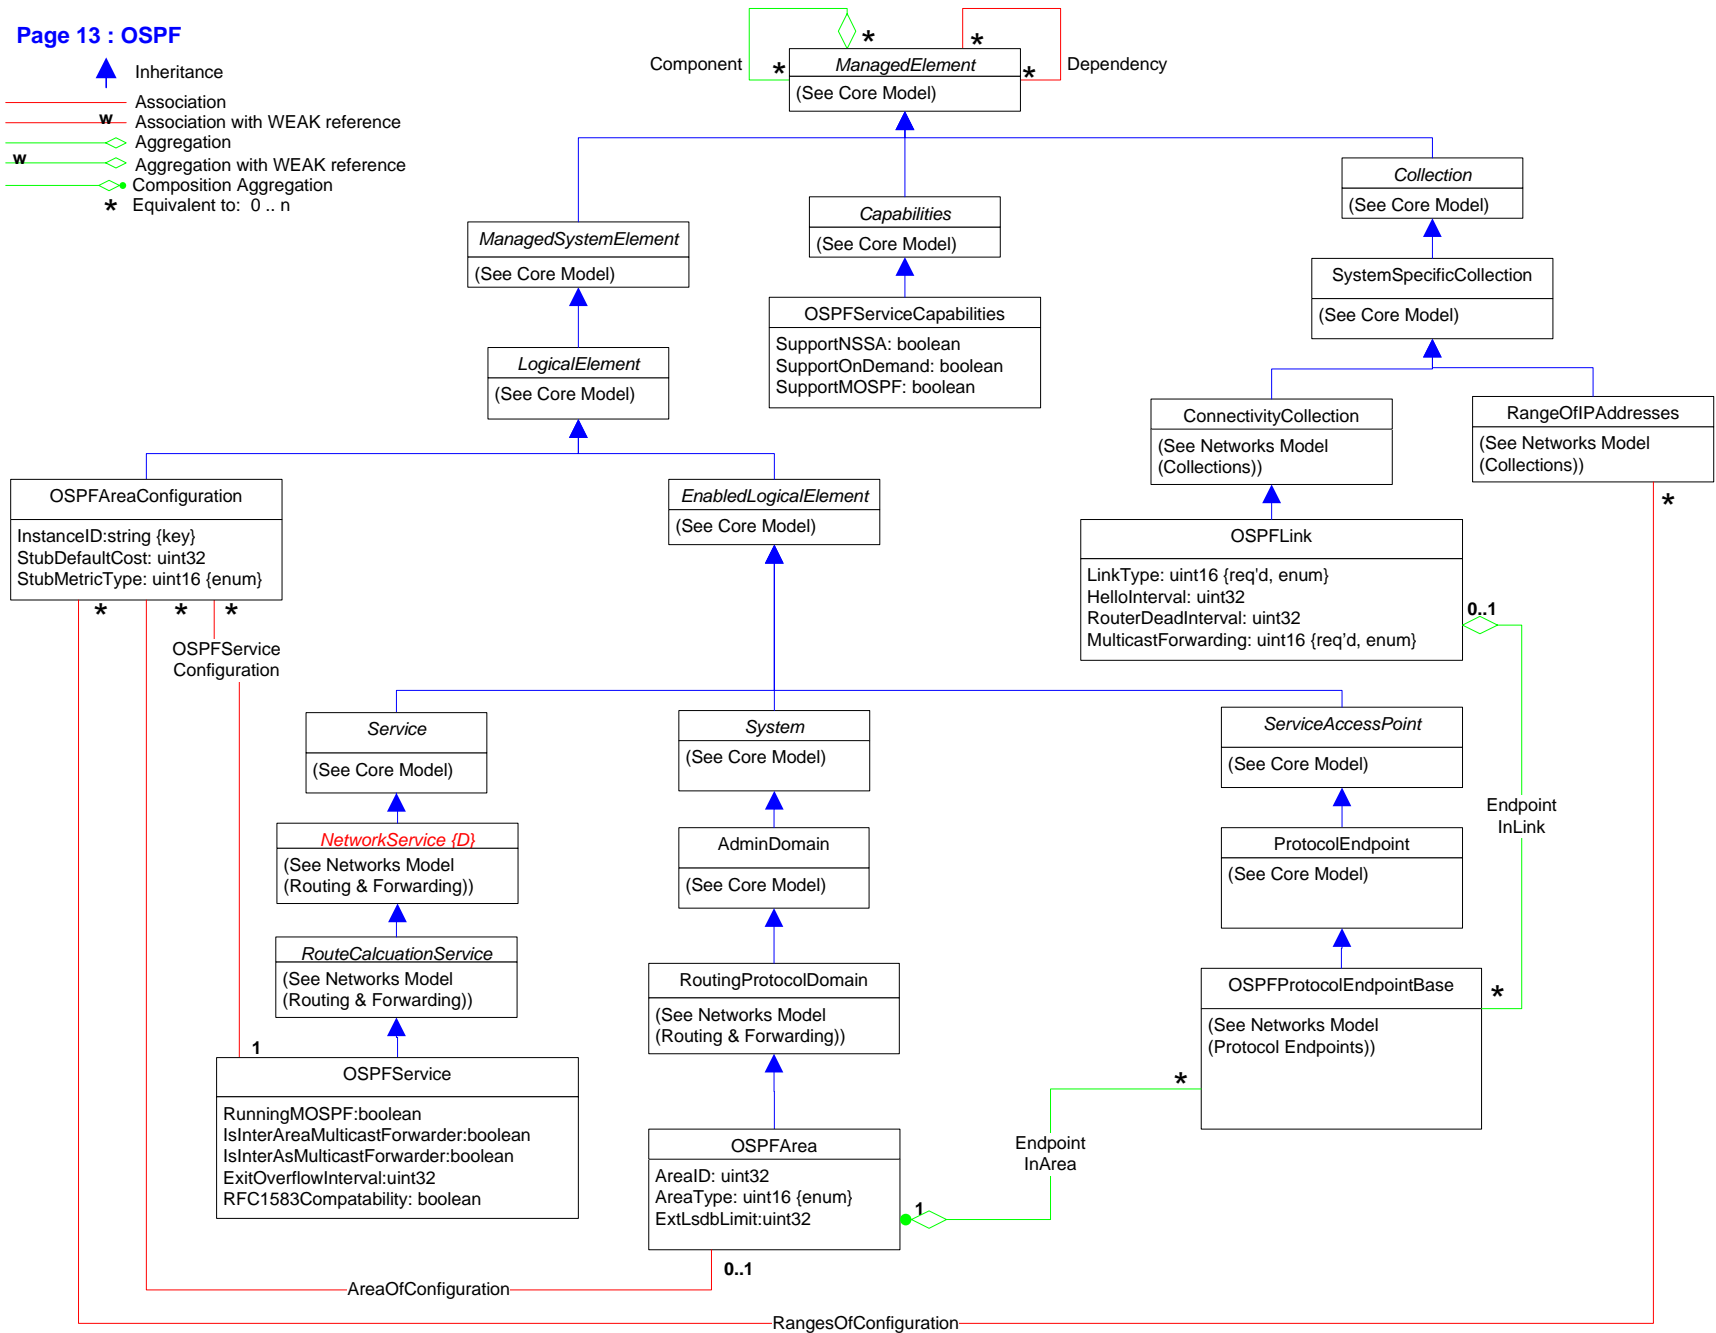 Page 13 : OSPF
Inheritance
Association
w
Association with WEAK reference
Aggregation
w
Aggregation with WEAK reference
Composition Aggregation
* Equivalent to: 0 .. n
Component
*
*
ManagedElement
(See Core Model)
*
*
Dependency
Collection
(See Core Model)
Capabilities
(See Core Model)
ManagedSystemElement
(See Core Model)
SystemSpecificCollection
(See Core Model)
OSPFServiceCapabilities
SupportNSSA: boolean
SupportOnDemand: boolean
SupportMOSPF: boolean
LogicalElement
(See Core Model)
ConnectivityCollection
(See Networks Model
(Collections))
RangeOfIPAddresses
(See Networks Model
(Collections))
*
OSPFAreaConfiguration
InstanceID:string {key}
StubDefaultCost: uint32
StubMetricType: uint16 {enum}
*
*
*
EnabledLogicalElement
(See Core Model)
OSPFLink
LinkType: uint16 {req'd, enum}
HelloInterval: uint32
RouterDeadInterval: uint32
MulticastForwarding: uint16 {req'd, enum}
0..1
OSPFService
Configuration
Service
(See Core Model)
System
(See Core Model)
ServiceAccessPoint
(See Core Model)
Endpoint
InLink
NetworkService {D}
(See Networks Model
(Routing & Forwarding))
AdminDomain
(See Core Model)
ProtocolEndpoint
(See Core Model)
RouteCalcuationService
(See Networks Model
(Routing & Forwarding))
RoutingProtocolDomain
(See Networks Model
(Routing & Forwarding))
OSPFProtocolEndpointBase
(See Networks Model
(Protocol Endpoints))
*
*
1
OSPFService
RunningMOSPF:boolean
IsInterAreaMulticastForwarder:boolean
IsInterAsMulticastForwarder:boolean
ExitOverflowInterval:uint32
RFC1583Compatability: boolean
OSPFArea
AreaID: uint32
AreaType: uint16 {enum}
ExtLsdbLimit:uint32
1
Endpoint
InArea
0..1
AreaOfConfiguration
RangesOfConfiguration